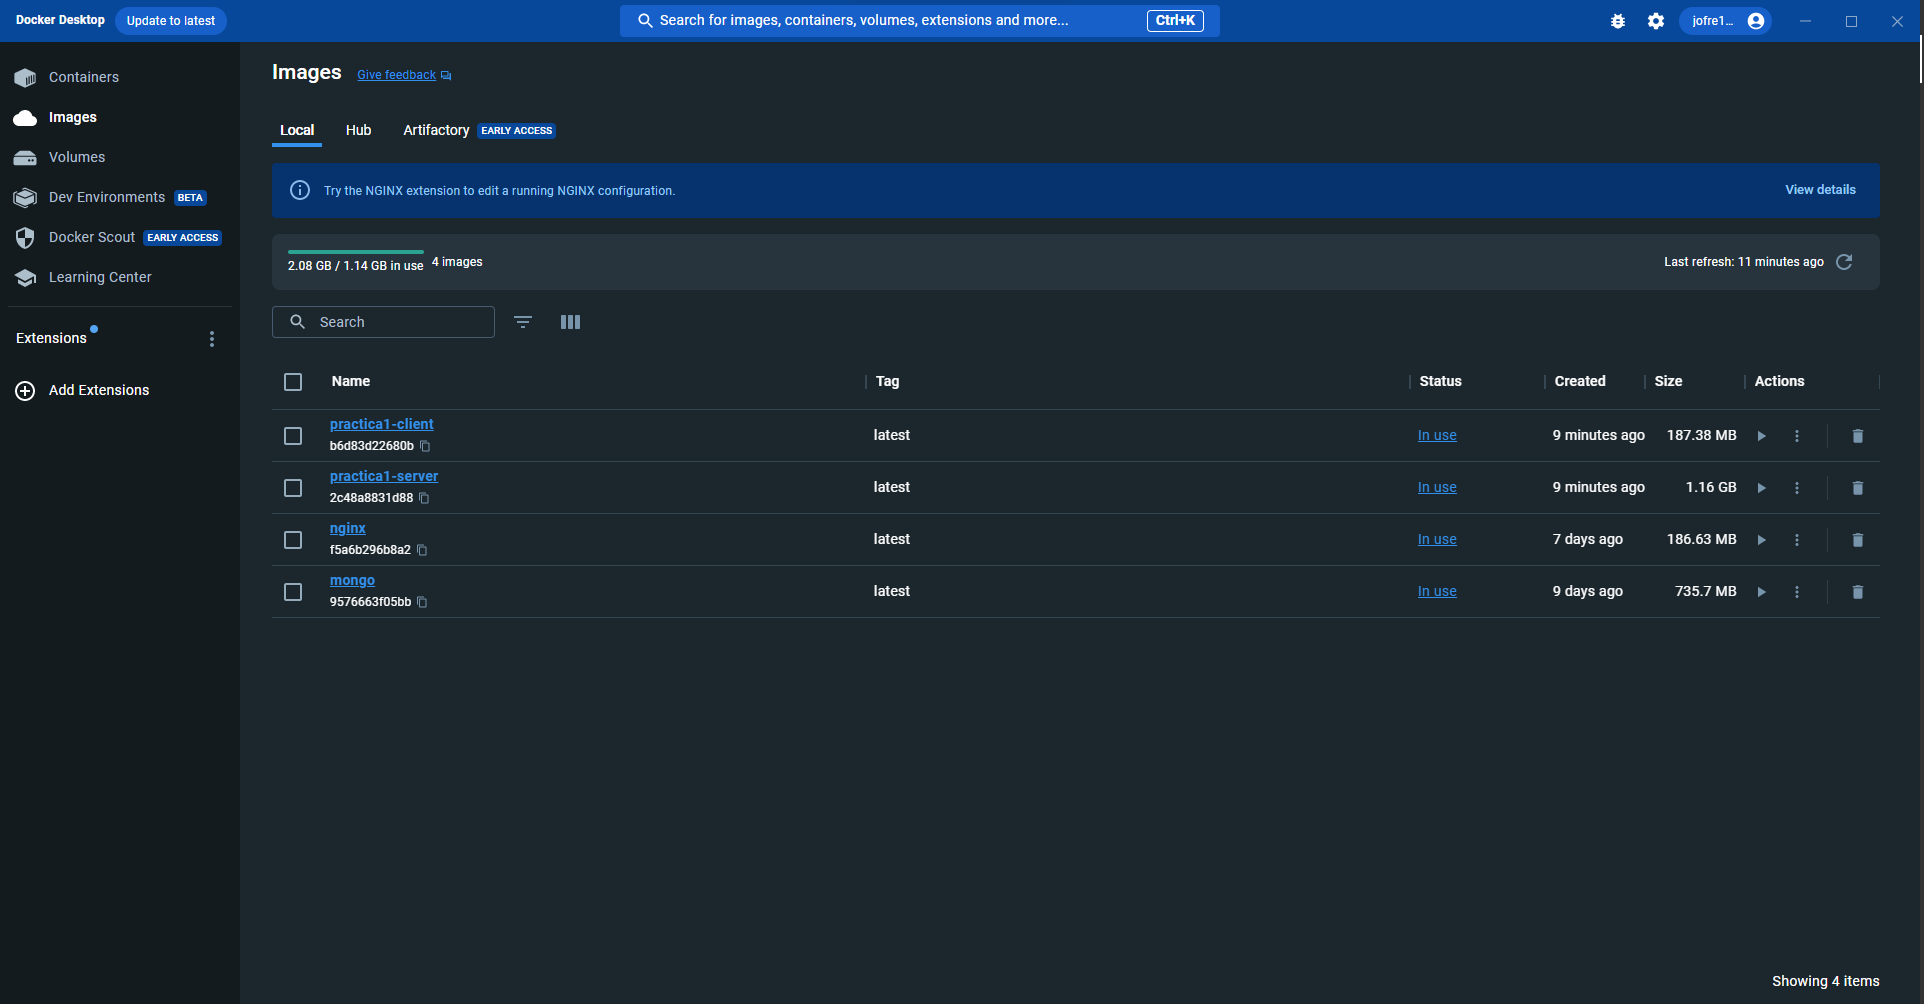 Docker Desktop Update to latest Search for images, containers, volumes, extensions and more... Ctrl+K jofre1...
Containers
Images
Volumes
Dev Environments BETA
Docker Scout EARLY ACCESS
Learning Center
Extensions
Add Extensions
Images Give feedback
Local Hub Artifactory EARLY ACCESS
Try the NGINX extension to edit a running NGINX configuration. View details
2.08 GB / 1.14 GB in use 4 images Last refresh: 11 minutes ago
Search
Name Tag Status Created Size Actions
practica1-client
b6d83d22680b latest In use 9 minutes ago 187.38 MB
practica1-server
2c48a8831d88 latest In use 9 minutes ago 1.16 GB
nginx
f5a6b296b8a2 latest In use 7 days ago 186.63 MB
mongo
9576663f05bb latest In use 9 days ago 735.7 MB
Showing 4 items